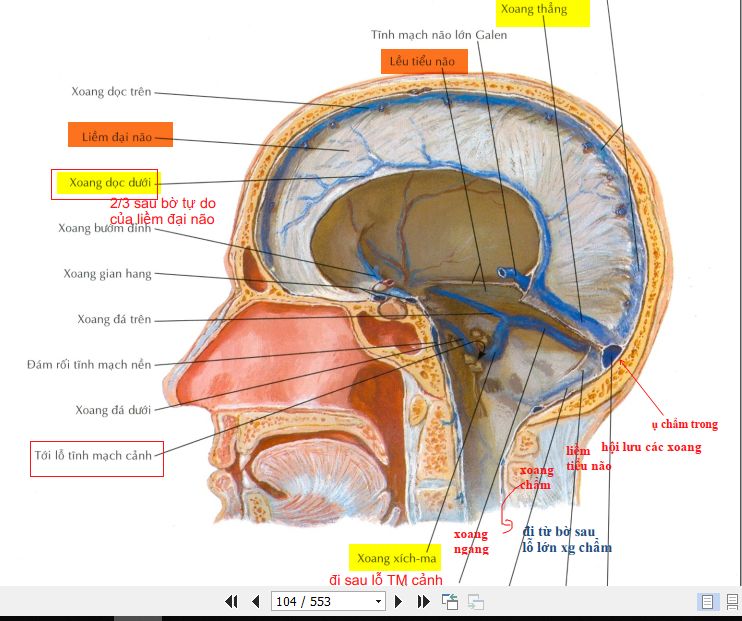 Xoang thẳng
Tĩnh mạch não lớn Galen
Lều tiểu não
Xoang dọc trên
Liềm đại não
Xoang dọc dưới
2/3 sau bờ tự do
của liềm đại não
Xoang bướm đỉnh
Xoang gian hang
Xoang đá trên
Đám rối tĩnh mạch nền
Xoang đá dưới
Tới lỗ tĩnh mạch cảnh
ụ chẩm trong
hội lưu các xoang
liềm
tiểu não
xoang
chẩm
xoang
ngang
đi từ bờ sau
lỗ lớn xg chẩm
Xoang xích-ma
đi sau lỗ TM cảnh
104 / 553